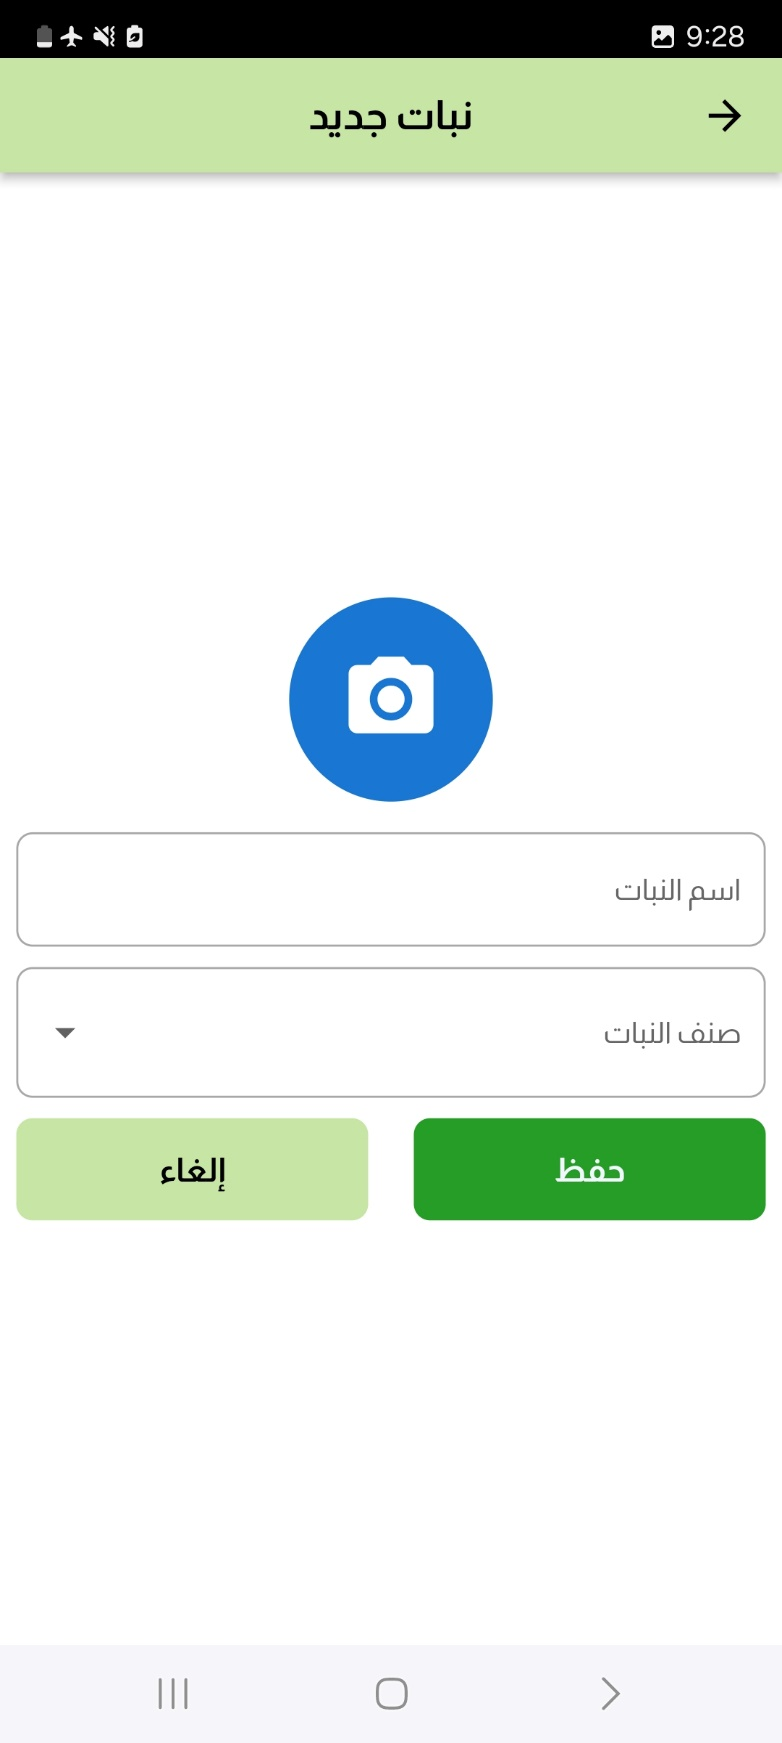 9:28
نبات جديد
اسم النبات
صنف النبات
حفظ
إلغاء